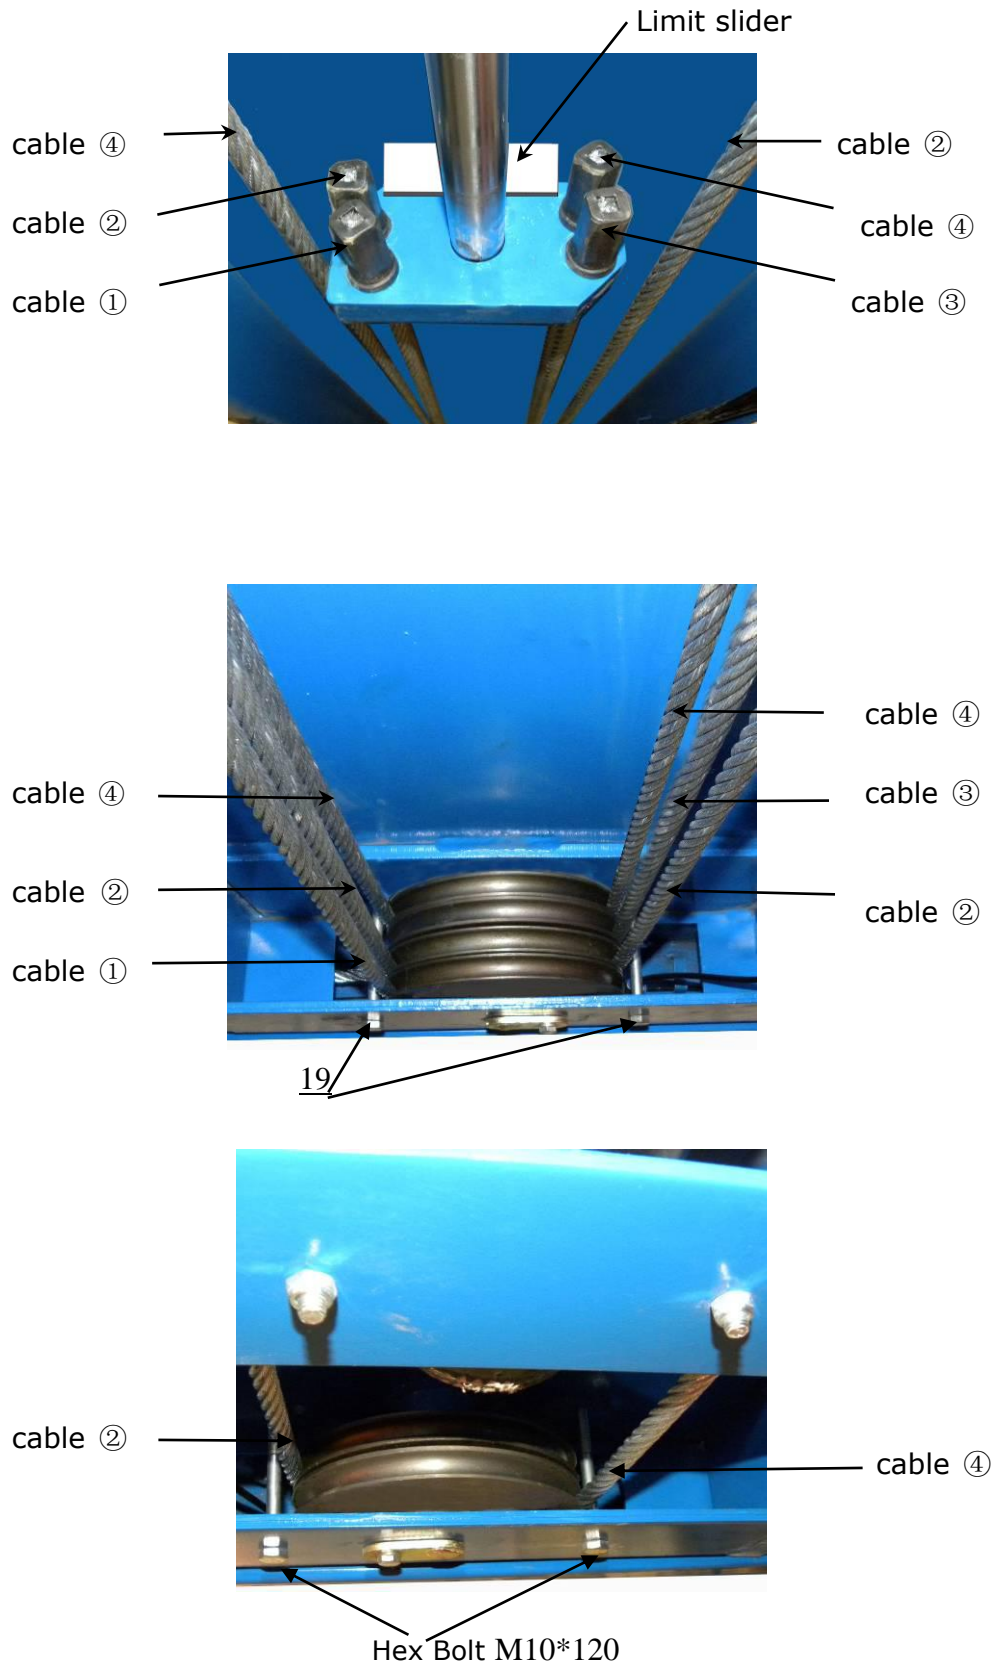 Limit slider
cable ④
cable ②
cable ②
cable ④
cable ①
cable ③
cable ④
cable ④
cable ③
cable ②
cable ②
cable ①
19
cable ②
cable ④
Hex Bolt M10*120